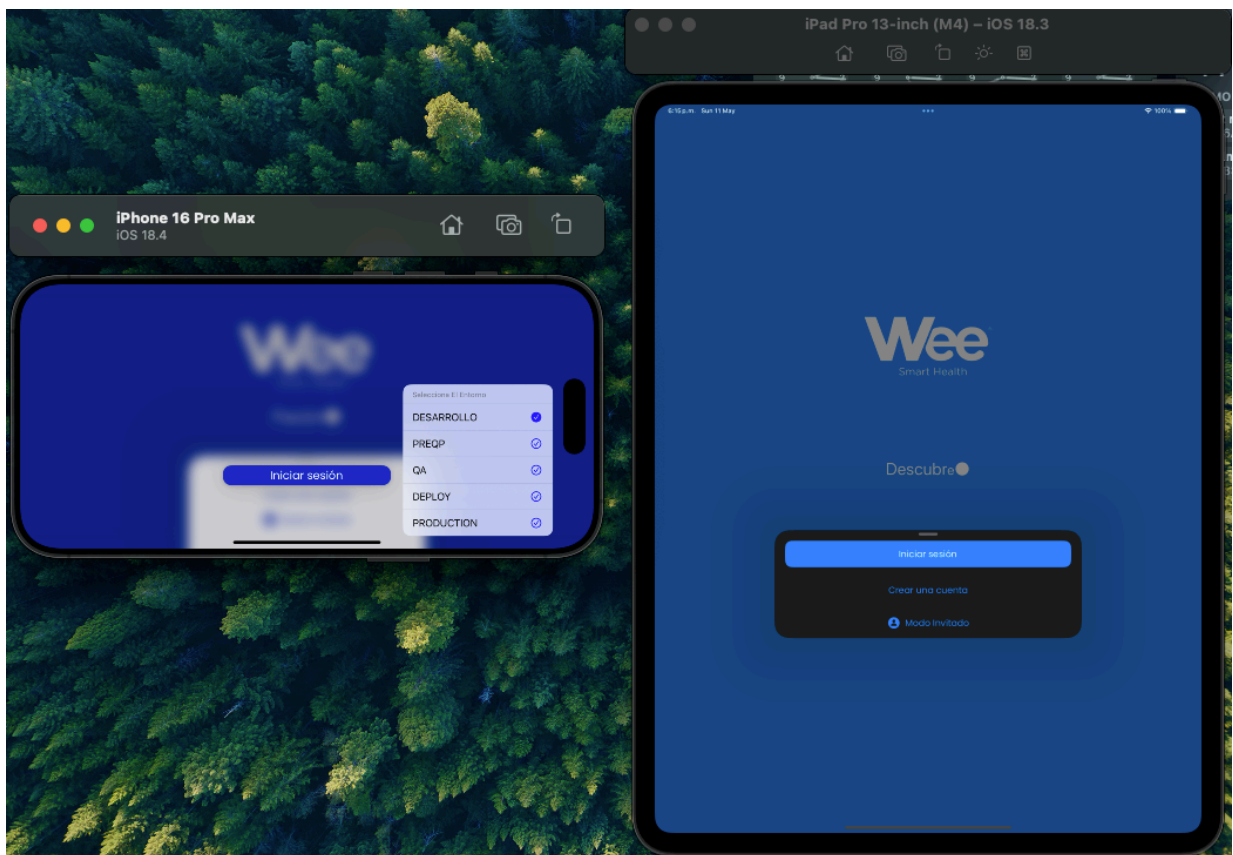 iPhone 16 Pro Max
iOS 18.4
Wee
Seleccione El Entorno
DESARROLLO
PREQP
QA
DEPLOY
PRODUCTION
Iniciar sesión
iPad Pro 13-inch (M4) – iOS 18.3
6:15 p.m. Sun 11 May
100%
Wee
Smart Health
Descubre
Iniciar sesión
Crear una cuenta
Modo Invitado